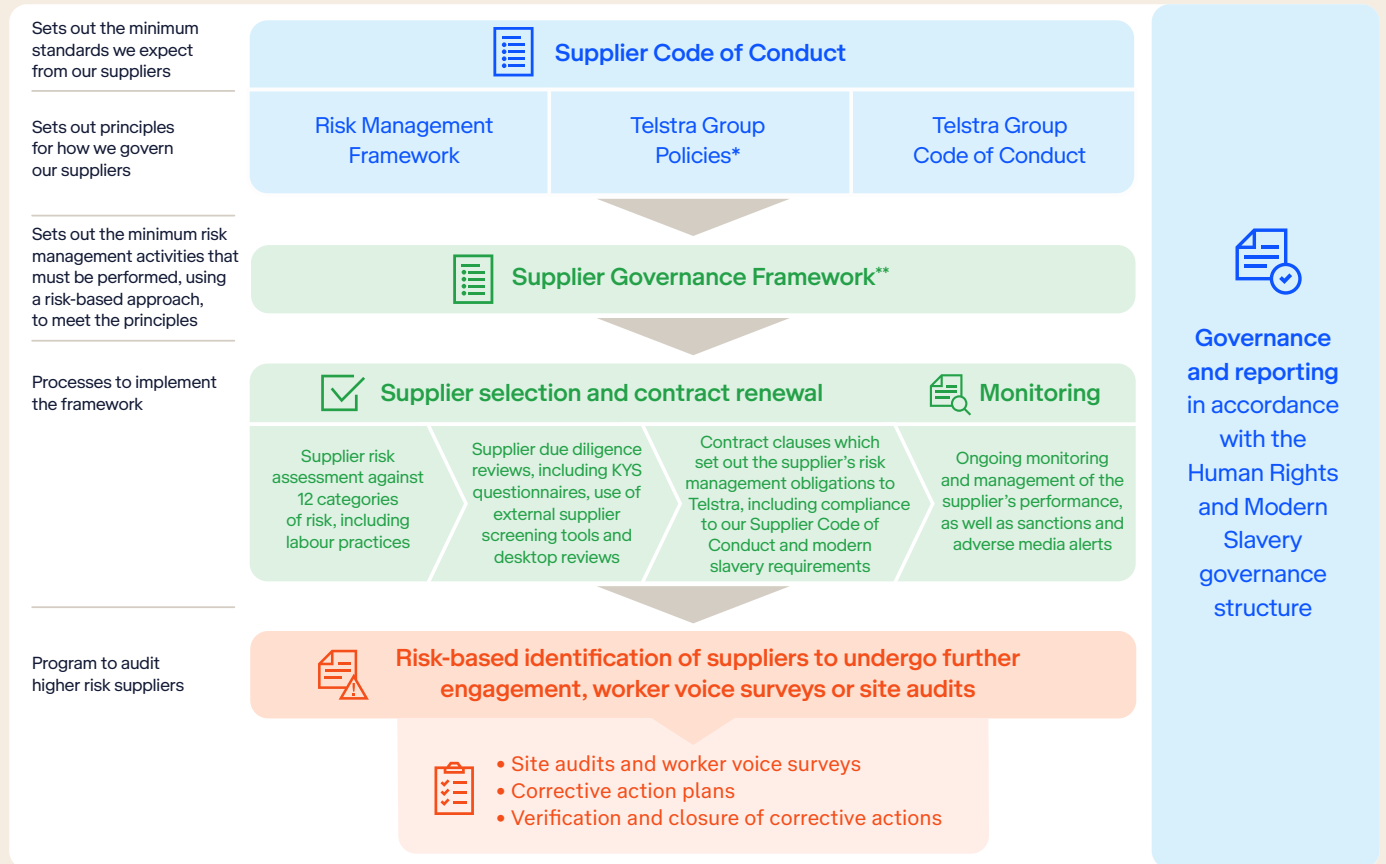 Sets out the minimum
standards we expect
from our suppliers
Supplier Code of Conduct
Sets out principles
for how we govern
our suppliers
Risk Management
Framework
Telstra Group
Policies*
Telstra Group
Code of Conduct
Sets out the minimum risk
management activities that
must be performed, using
a risk-based approach,
to meet the principles
Supplier Governance Framework**
Processes to implement
the framework
Supplier selection and contract renewal
Monitoring
Supplier risk
assessment against
12 categories
of risk, including
labour practices
Supplier due diligence
reviews, including KYS
questionnaires, use of
external supplier
screening tools and
desktop reviews
Contract clauses which
set out the supplier’s risk
management obligations to
Telstra, including compliance
to our Supplier Code of
Conduct and modern
slavery requirements
Ongoing monitoring
and management of the
supplier’s performance,
as well as sanctions and
adverse media alerts
Program to audit
higher risk suppliers
Risk-based identification of suppliers to undergo further
engagement, worker voice surveys or site audits
• Site audits and worker voice surveys
• Corrective action plans
• Verification and closure of corrective actions
Governance
and reporting
in accordance
with the
Human Rights
and Modern
Slavery
governance
structure